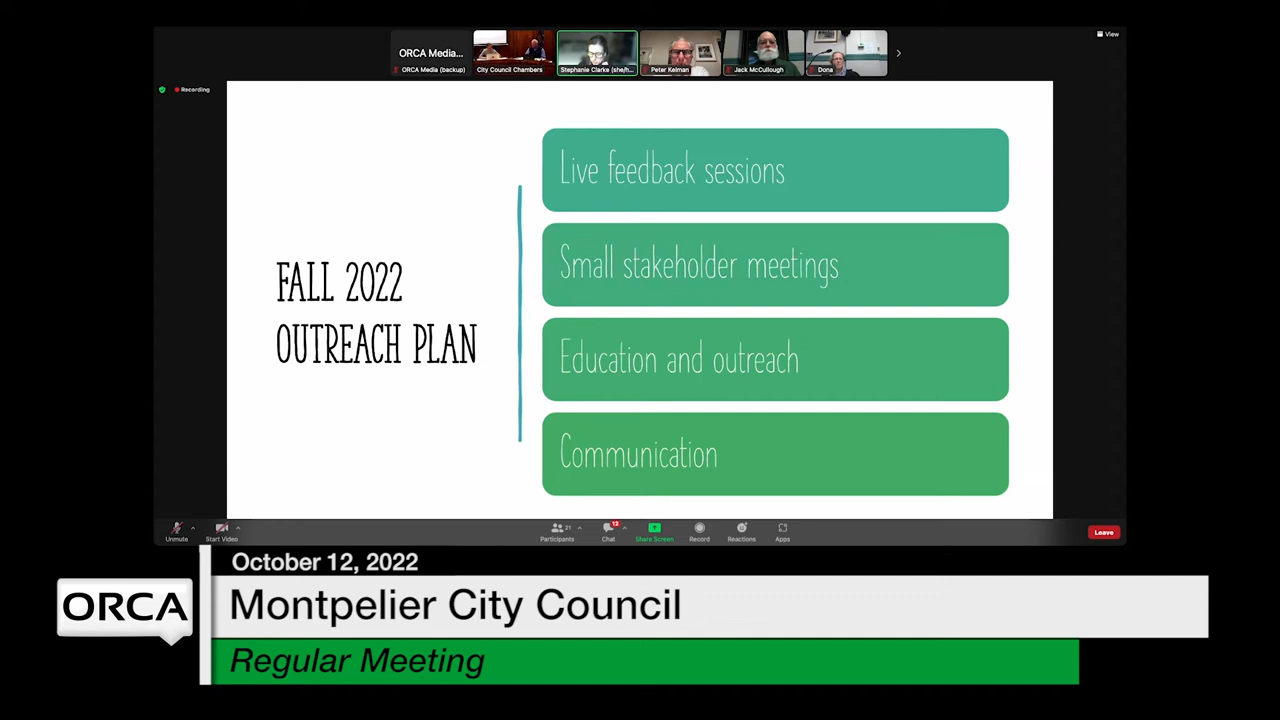 View
ORCA Media...
ORCA Media (backup)
City Council Chambers
Stephanie Clarke (she/h...
Peter Kelman
Jack McCullough
Dona
Recording
FALL 2022
OUTREACH PLAN
Live feedback sessions
Small stakeholder meetings
Education and outreach
Communication
Unmute
Start Video
Participants
21
Chat
12
Share Screen
Record
Reactions
Apps
Leave
October 12, 2022
ORCA
Montpelier City Council
Regular Meeting